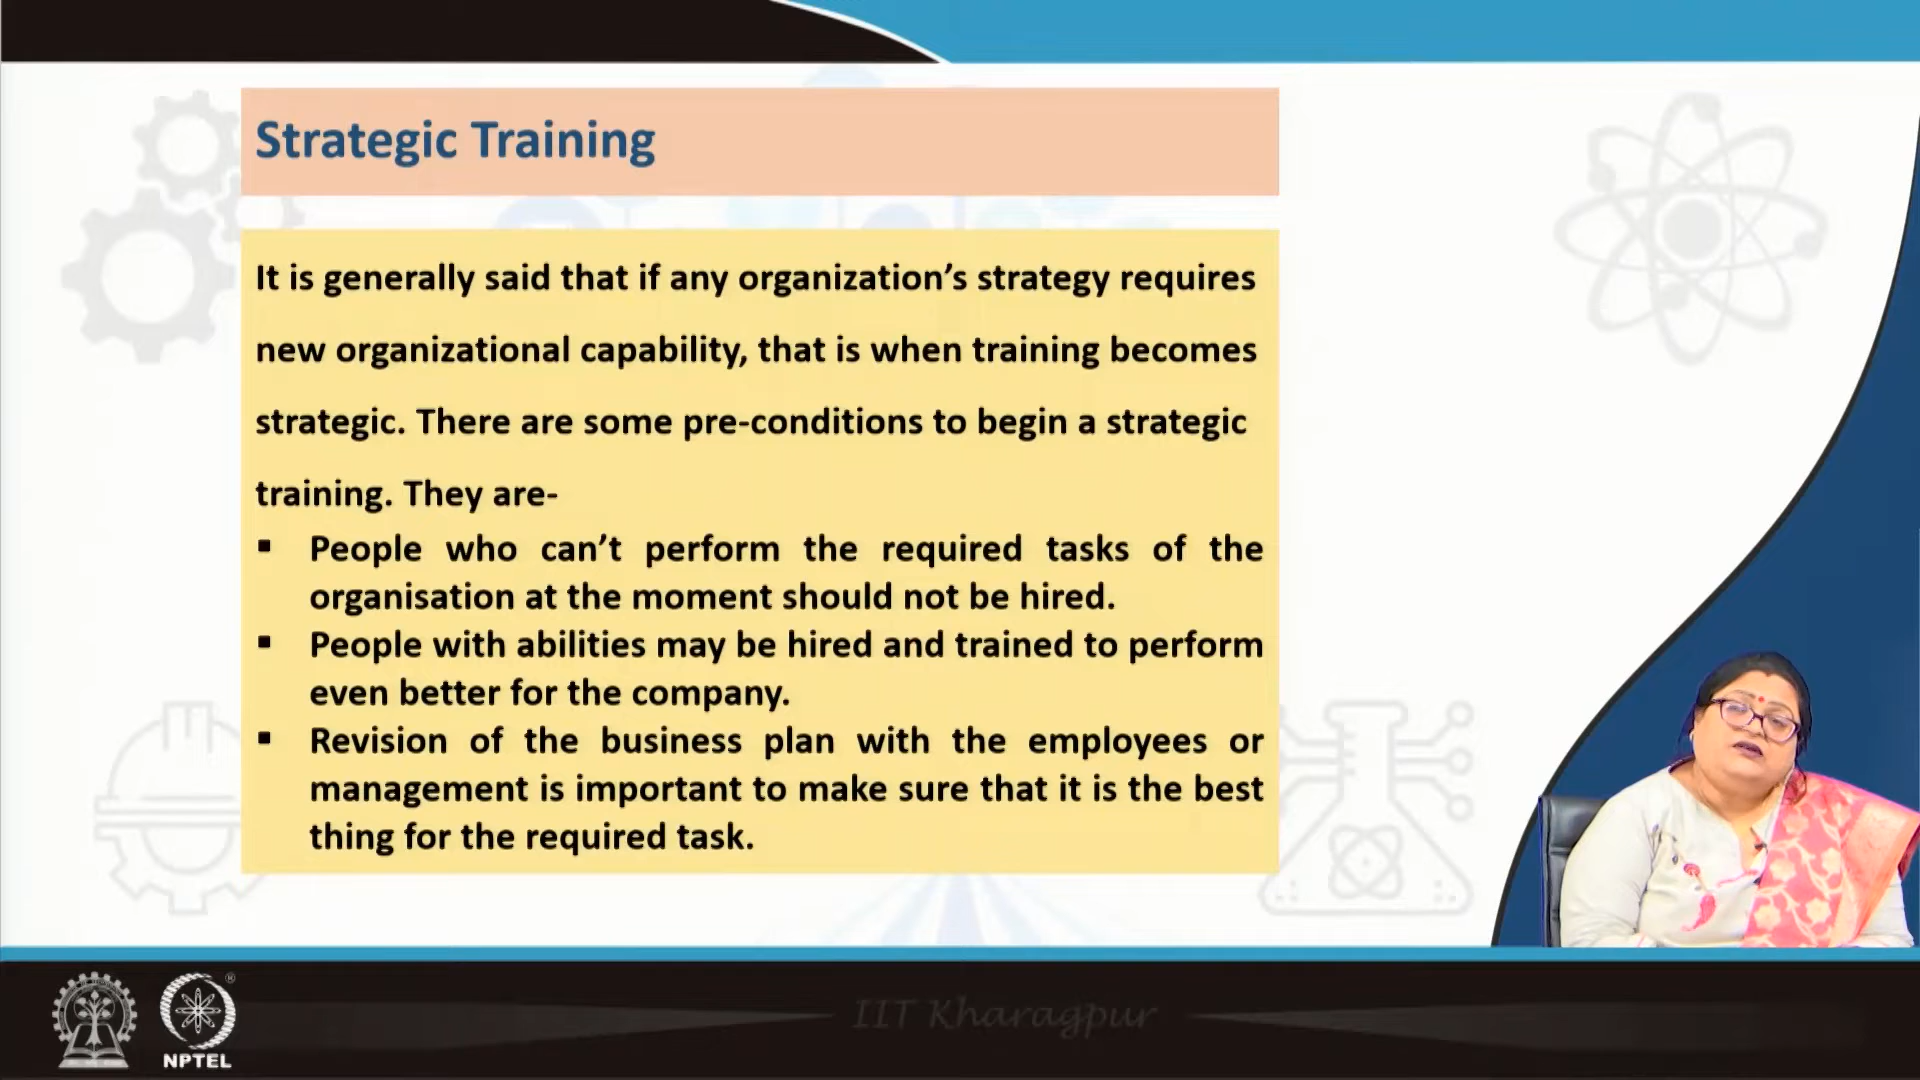 Strategic Training
It is generally said that if any organization’s strategy requires
new organizational capability, that is when training becomes
strategic. There are some pre-conditions to begin a strategic
training. They are-
▪ People who can’t perform the required tasks of the
organisation at the moment should not be hired.
▪ People with abilities may be hired and trained to perform
even better for the company.
▪ Revision of the business plan with the employees or
management is important to make sure that it is the best
thing for the required task.
IIT Kharagpur
®
NPTEL